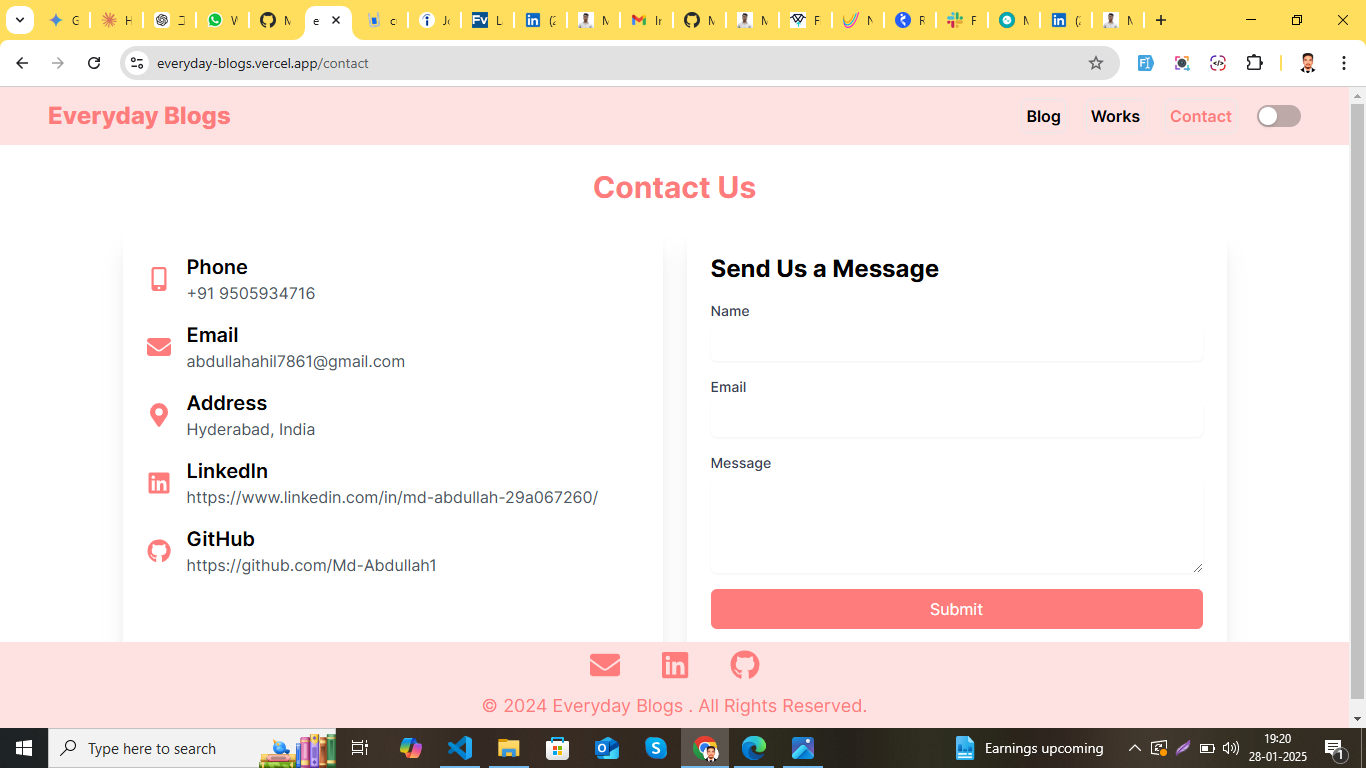 everyday-blogs.vercel.app/contact
Everyday Blogs
Blog
Works
Contact
Contact Us
Phone
+91 9505934716
Email
abdullahahil7861@gmail.com
Address
Hyderabad, India
LinkedIn
https://www.linkedin.com/in/md-abdullah-29a067260/
GitHub
https://github.com/Md-Abdullah1
Send Us a Message
Name
Email
Message
Submit
© 2024 Everyday Blogs . All Rights Reserved.
Type here to search
Earnings upcoming
19:20
28-01-2025
1